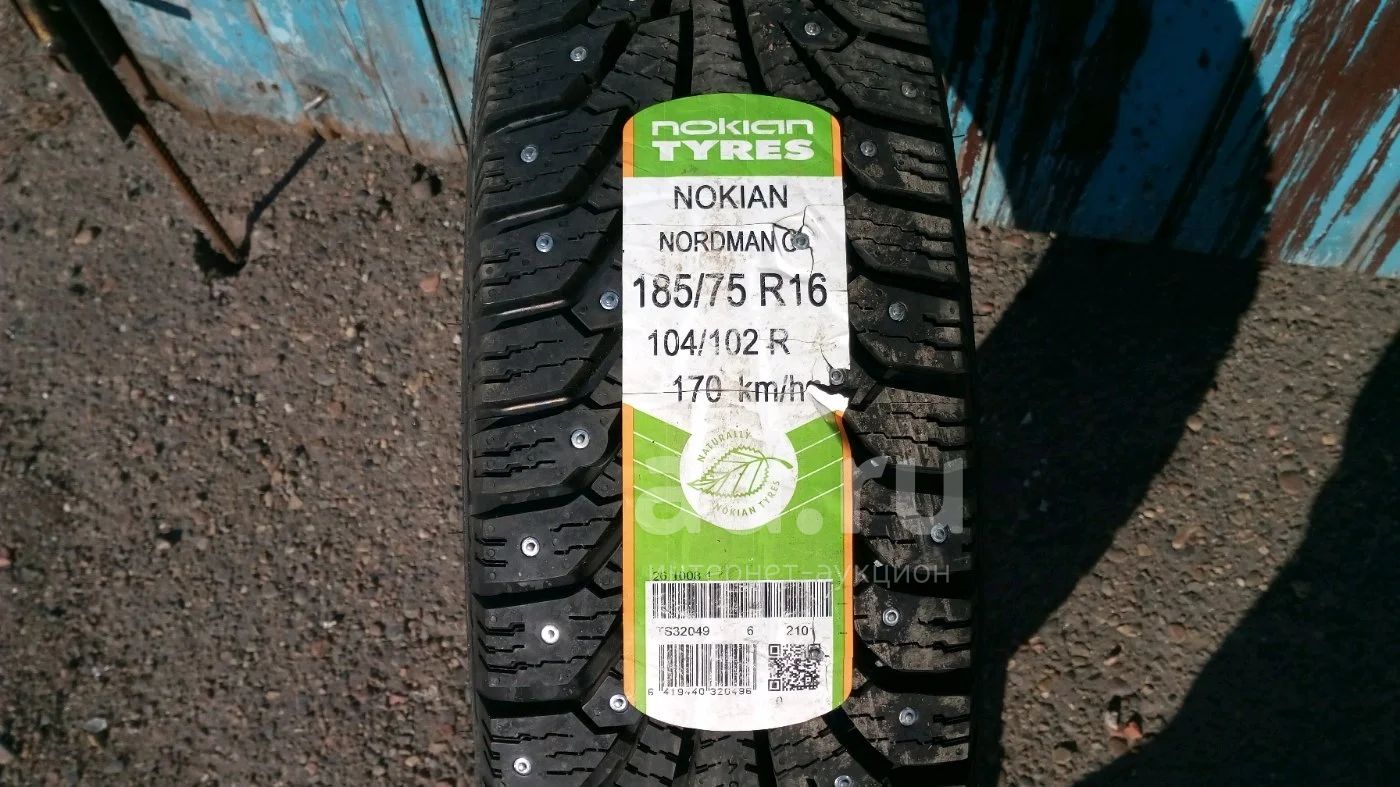 nokian
TYRES
NOKIAN
NORDMAN C
185/75 R16
104/102 R
170 km/h
NATURALLY
NOKIAN TYRES
au.ru
интернет-аукцион
TS32049 6 2101
6 419440 320496
0